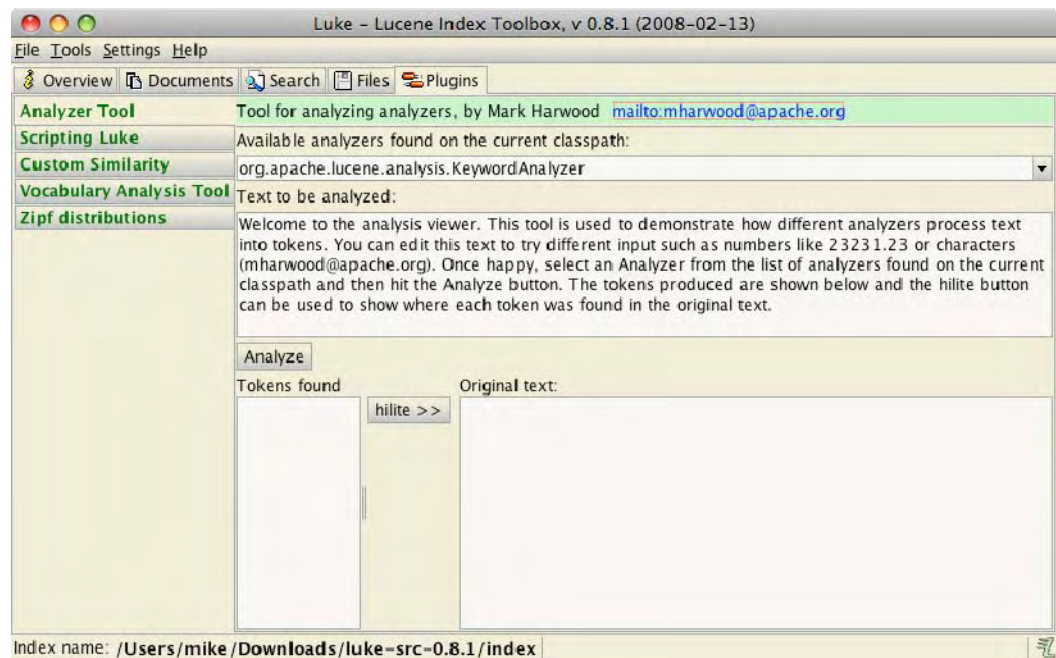 Luke – Lucene Index Toolbox, v 0.8.1 (2008-02-13)
File Tools Settings Help
Overview Documents Search Files Plugins
Analyzer Tool
Scripting Luke
Custom Similarity
Vocabulary Analysis Tool
Zipf distributions
Tool for analyzing analyzers, by Mark Harwood mailto:mharwood@apache.org
Available analyzers found on the current classpath:
org.apache.lucene.analysis.KeywordAnalyzer
Text to be analyzed:
Welcome to the analysis viewer. This tool is used to demonstrate how different analyzers process text
into tokens. You can edit this text to try different input such as numbers like 23231.23 or characters
(mharwood@apache.org). Once happy, select an Analyzer from the list of analyzers found on the current
classpath and then hit the Analyze button. The tokens produced are shown below and the hilite button
can be used to show where each token was found in the original text.
Analyze
Tokens found
hilite >>
Original text:
Index name: /Users/mike/Downloads/luke-src-0.8.1/index